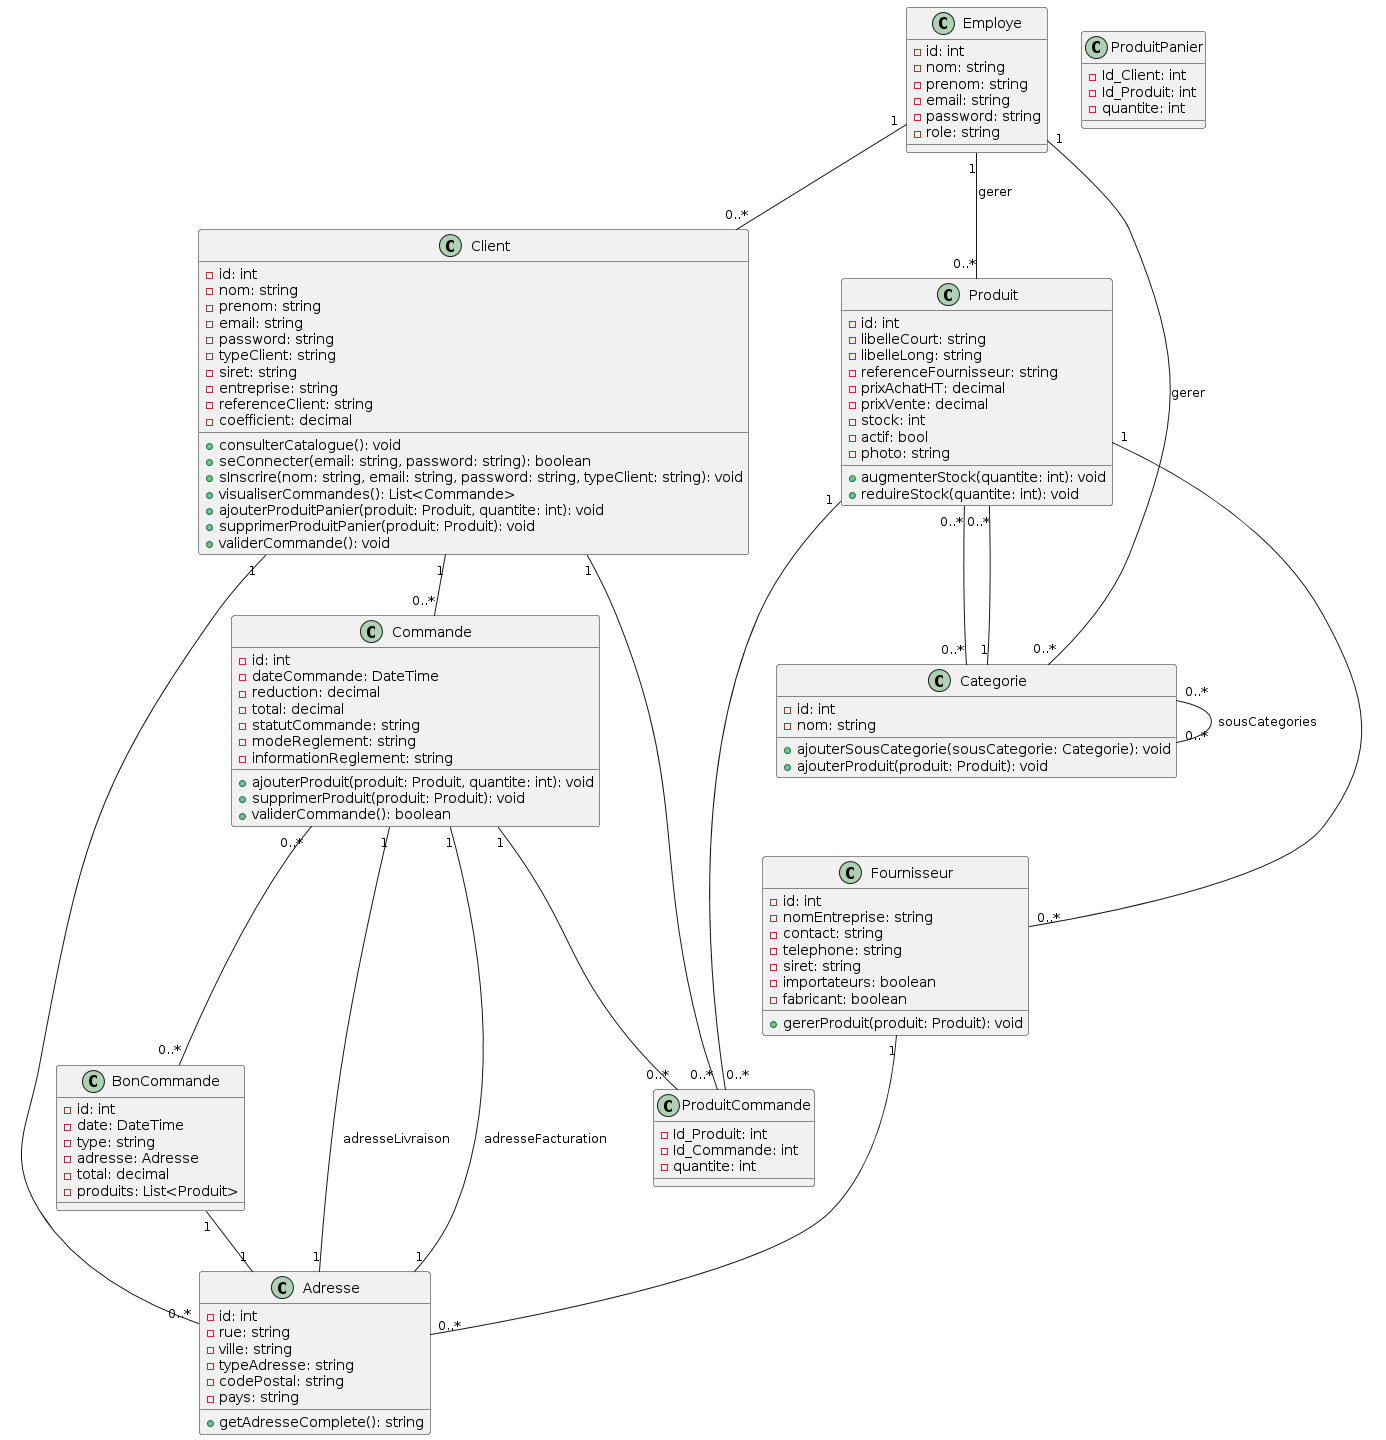 C Employe
id: int
nom: string
prenom: string
email: string
password: string
role: string
C ProduitPanier
Id_Client: int
Id_Produit: int
quantite: int
1
1
1
gerer
0..*
0..*
gerer
C Client
id: int
nom: string
prenom: string
email: string
password: string
typeClient: string
siret: string
entreprise: string
referenceClient: string
coefficient: decimal
consulterCatalogue(): void
seConnecter(email: string, password: string): boolean
sInscrire(nom: string, email: string, password: string, typeClient: string): void
visualiserCommandes(): List<Commande>
ajouterProduitPanier(produit: Produit, quantite: int): void
supprimerProduitPanier(produit: Produit): void
validerCommande(): void
C Produit
id: int
libelleCourt: string
libelleLong: string
referenceFournisseur: string
prixAchatHT: decimal
prixVente: decimal
stock: int
actif: bool
photo: string
augmenterStock(quantite: int): void
reduireStock(quantite: int): void
1
1
0..*
0..*
1
1
1
0..*
0..*
1
0..*
C Commande
id: int
dateCommande: DateTime
reduction: decimal
total: decimal
statutCommande: string
modeReglement: string
informationReglement: string
ajouterProduit(produit: Produit, quantite: int): void
supprimerProduit(produit: Produit): void
validerCommande(): boolean
C Categorie
id: int
nom: string
ajouterSousCategorie(sousCategorie: Categorie): void
ajouterProduit(produit: Produit): void
0..*
sousCategories
0..*
0..*
1
1
1
C Fournisseur
id: int
nomEntreprise: string
contact: string
telephone: string
siret: string
importateurs: boolean
fabricant: boolean
gererProduit(produit: Produit): void
0..*
1
0..*
0..*
0..*
0..*
C BonCommande
id: int
date: DateTime
type: string
adresse: Adresse
total: decimal
produits: List<Produit>
adresseLivraison
adresseFacturation
C ProduitCommande
Id_Produit: int
Id_Commande: int
quantite: int
1
1
1
1
0..*
0..*
C Adresse
id: int
rue: string
ville: string
typeAdresse: string
codePostal: string
pays: string
getAdresseComplete(): string